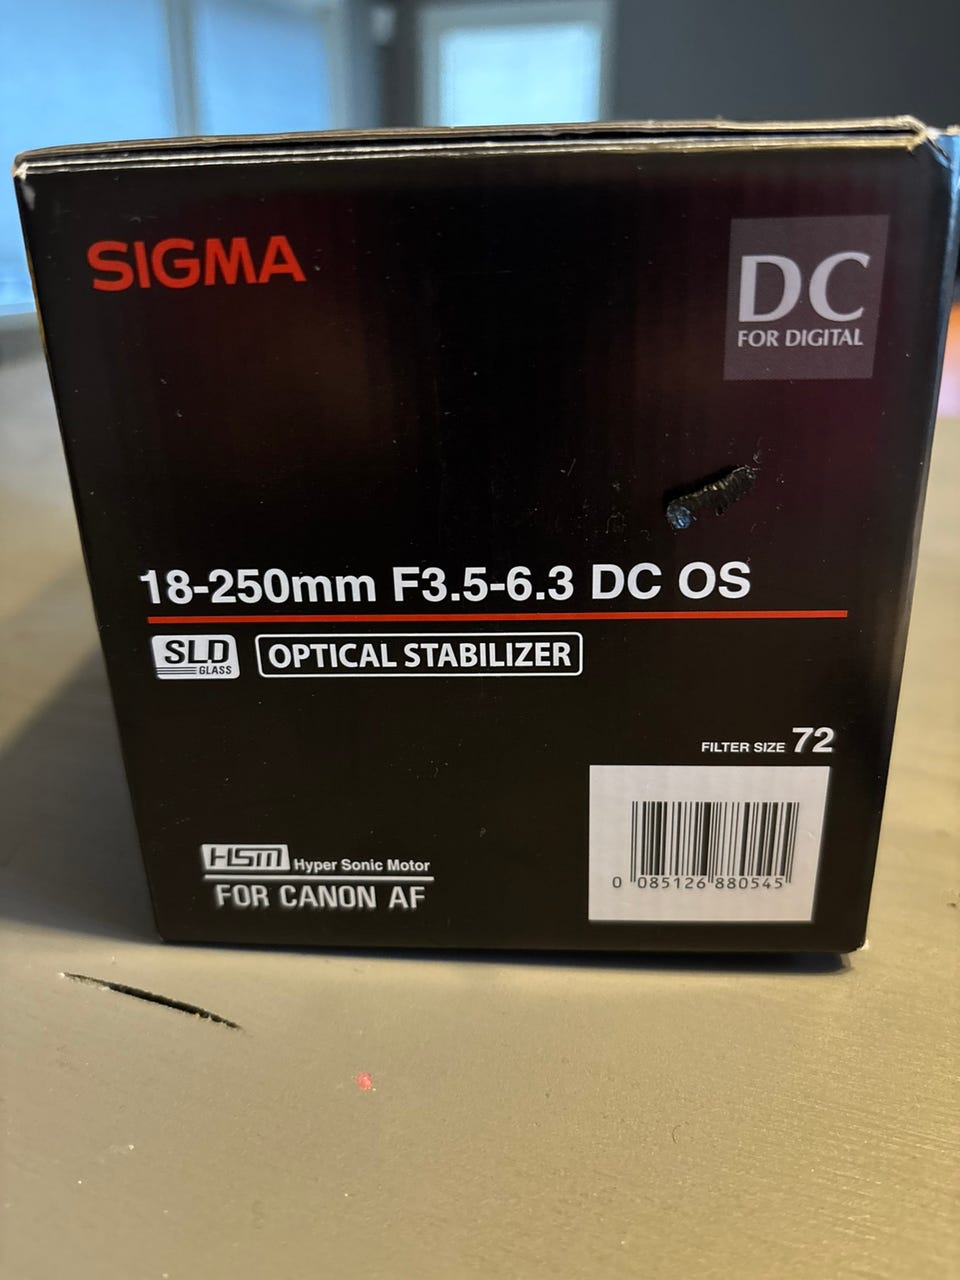 SIGMA
DC
FOR DIGITAL
18-250mm F3.5-6.3 DC OS
SLD
GLASS
OPTICAL STABILIZER
FILTER SIZE 72
HSM Hyper Sonic Motor
FOR CANON AF
0 085126 880545